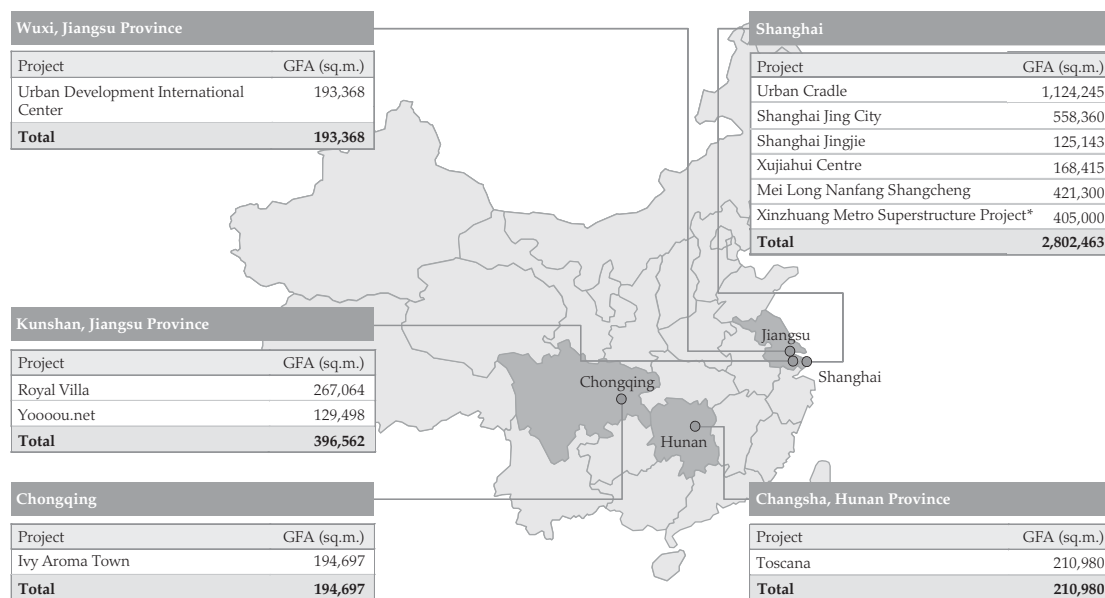 Wuxi, Jiangsu Province
Project GFA (sq.m.)
Urban Development International 193,368
Center
Total 193,368
Shanghai
Project GFA (sq.m.)
Urban Cradle 1,124,245
Shanghai Jing City 558,360
Shanghai Jingjie 125,143
Xujiahui Centre 168,415
Mei Long Nanfang Shangcheng 421,300
Xinzhuang Metro Superstructure Project* 405,000
Total 2,802,463
Kunshan, Jiangsu Province
Project GFA (sq.m.)
Royal Villa 267,064
Yoooou.net 129,498
Total 396,562
Jiangsu
Shanghai
Chongqing
Hunan
Chongqing
Project GFA (sq.m.)
Ivy Aroma Town 194,697
Total 194,697
Changsha, Hunan Province
Project GFA (sq.m.)
Toscana 210,980
Total 210,980